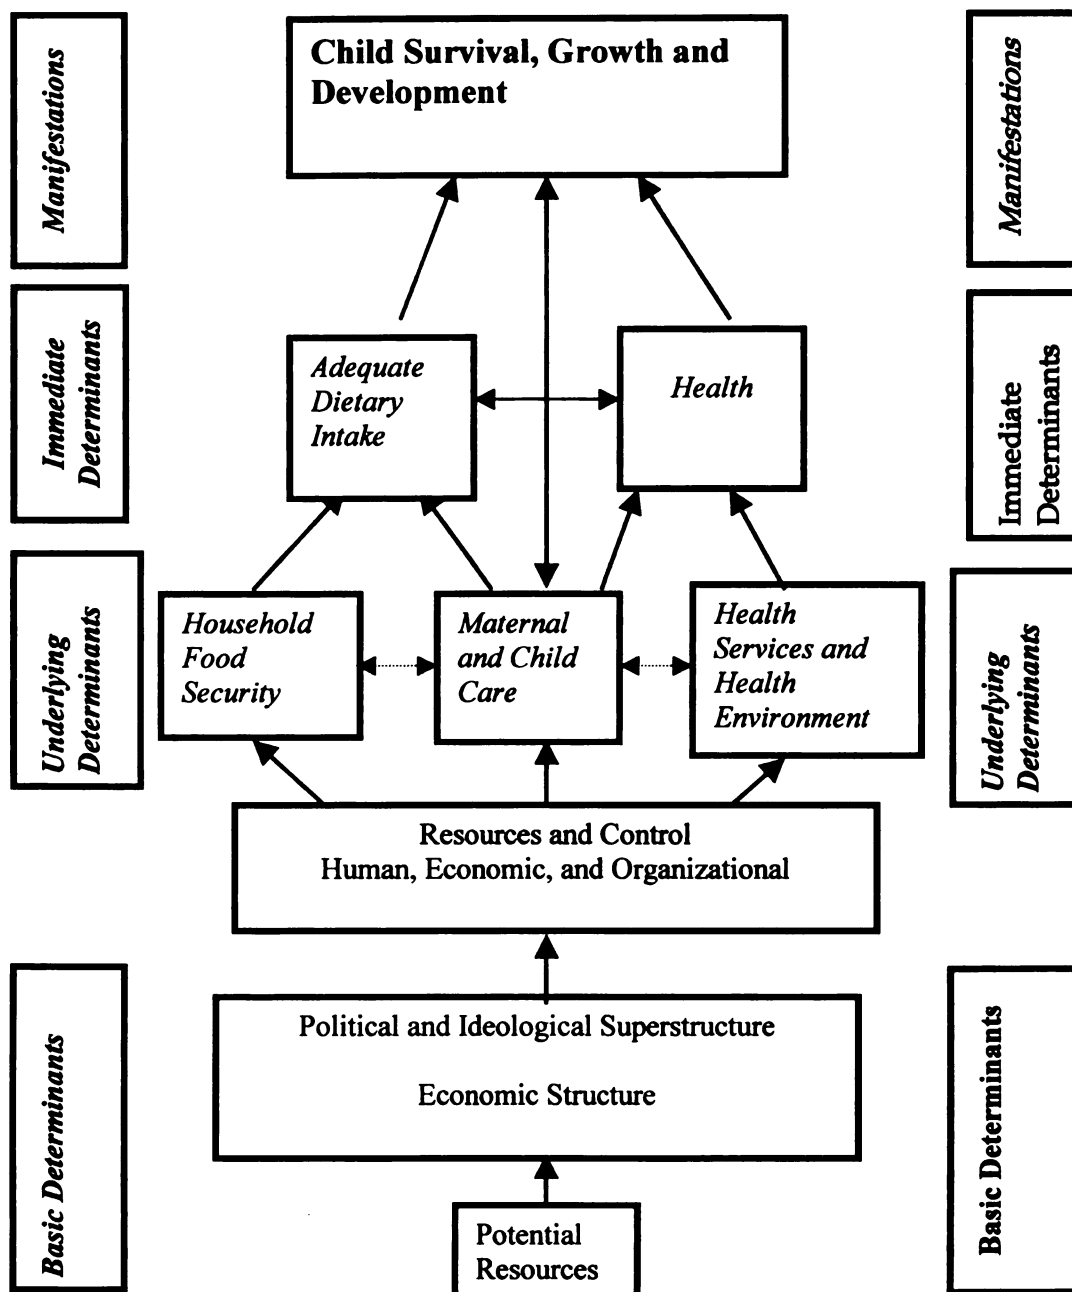 Manifestations
Child Survival, Growth and
Development
Manifestations
Immediate
Determinants
Adequate
Dietary
Intake
Health
Immediate
Determinants
Underlying
Determinants
Household
Food
Security
Maternal
and Child
Care
Health
Services and
Health
Environment
Underlying
Determinants
Resources and Control
Human, Economic, and Organizational
Basic Determinants
Political and Ideological Superstructure
Economic Structure
Basic Determinants
Potential
Resources